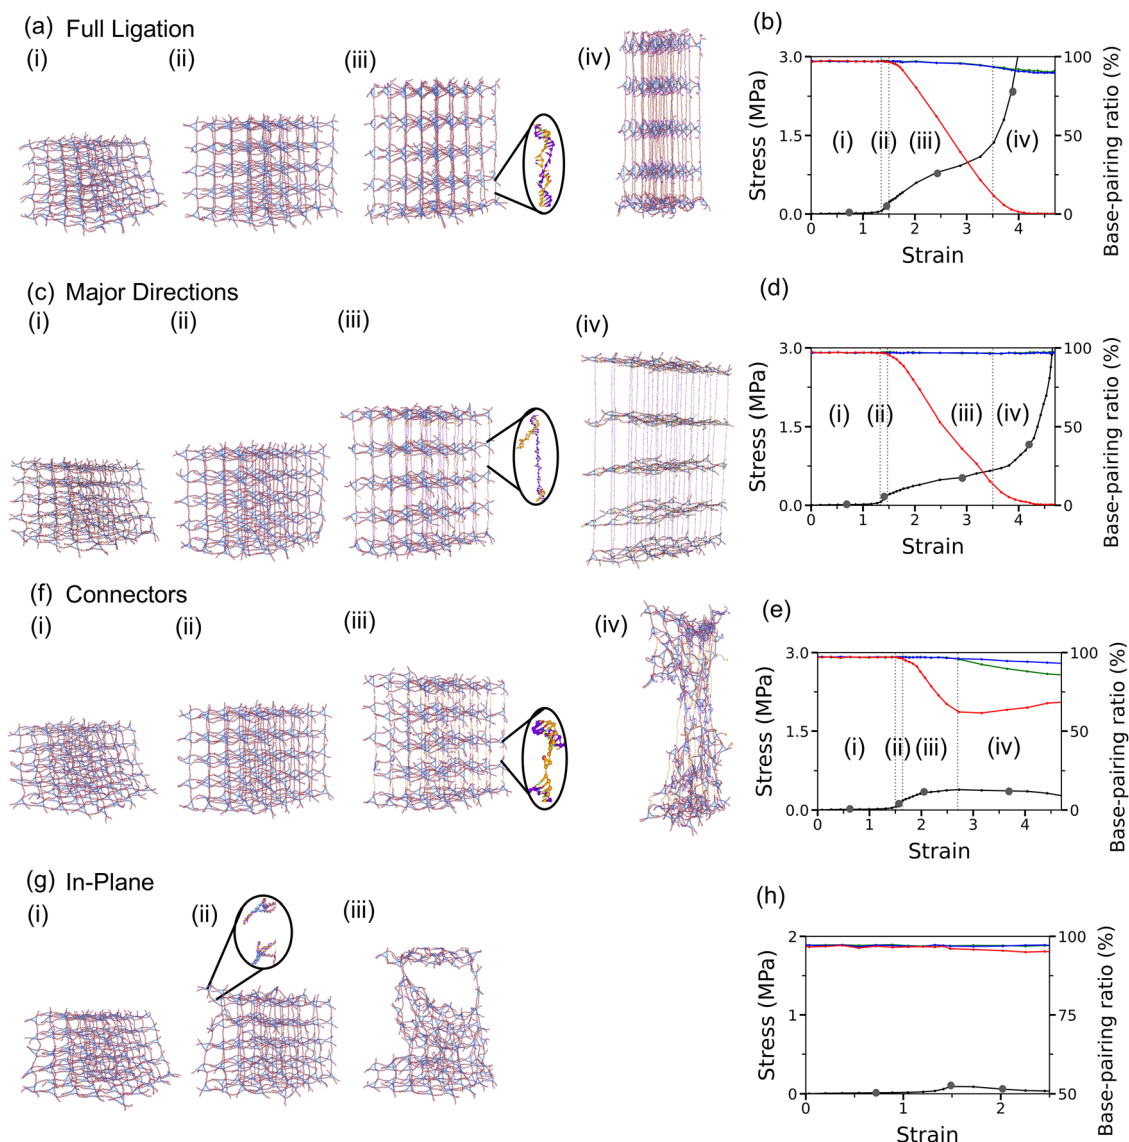 (a) Full Ligation
(i)
(ii)
(iii)
(iv)
(b)
3.0
1.5
0.0
Stress (MPa)
100
50
0
Base-pairing ratio (%)
(i)
(ii)
(iii)
(iv)
0 1 2 3 4
Strain
(c) Major Directions
(i)
(ii)
(iii)
(iv)
(d)
3.0
1.5
0.0
Stress (MPa)
100
50
0
Base-pairing ratio (%)
(i)
(ii)
(iii)
(iv)
0 1 2 3 4
Strain
(f) Connectors
(i)
(ii)
(iii)
(iv)
(e)
3.0
1.5
0.0
Stress (MPa)
100
50
0
Base-pairing ratio (%)
(i)
(ii)
(iii)
(iv)
0 1 2 3 4
Strain
(g) In-Plane
(i)
(ii)
(iii)
(h)
2
1
0
Stress (MPa)
100
75
50
Base-pairing ratio (%)
0 1 2
Strain